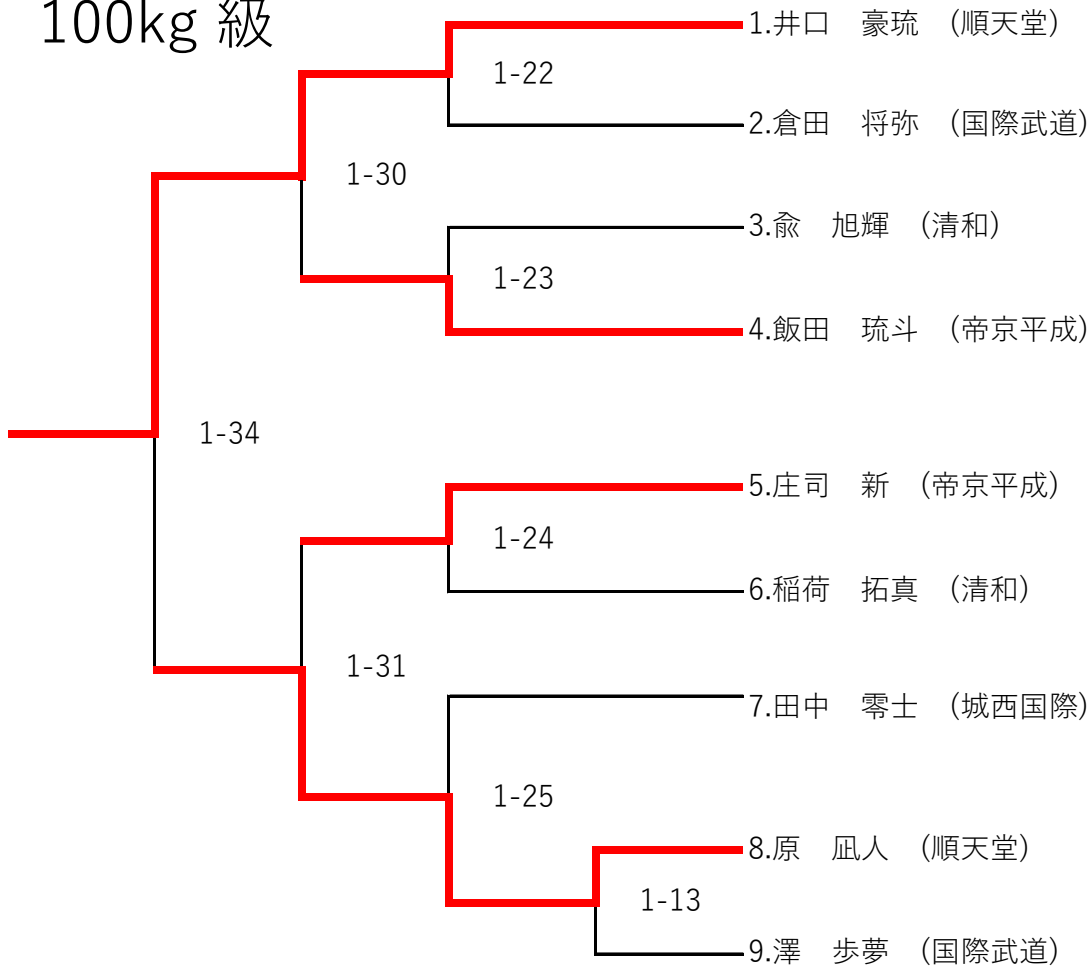 100kg 級
1.井口　豪琉　(順天堂)
1-22
2.倉田　将弥　(国際武道)
1-30
3.兪　旭輝　(清和)
1-23
4.飯田　琉斗　(帝京平成)
1-34
5.庄司　新　(帝京平成)
1-24
6.稲荷　拓真　(清和)
1-31
7.田中　零士　(城西国際)
1-25
8.原　凪人　(順天堂)
1-13
9.澤　歩夢　(国際武道)